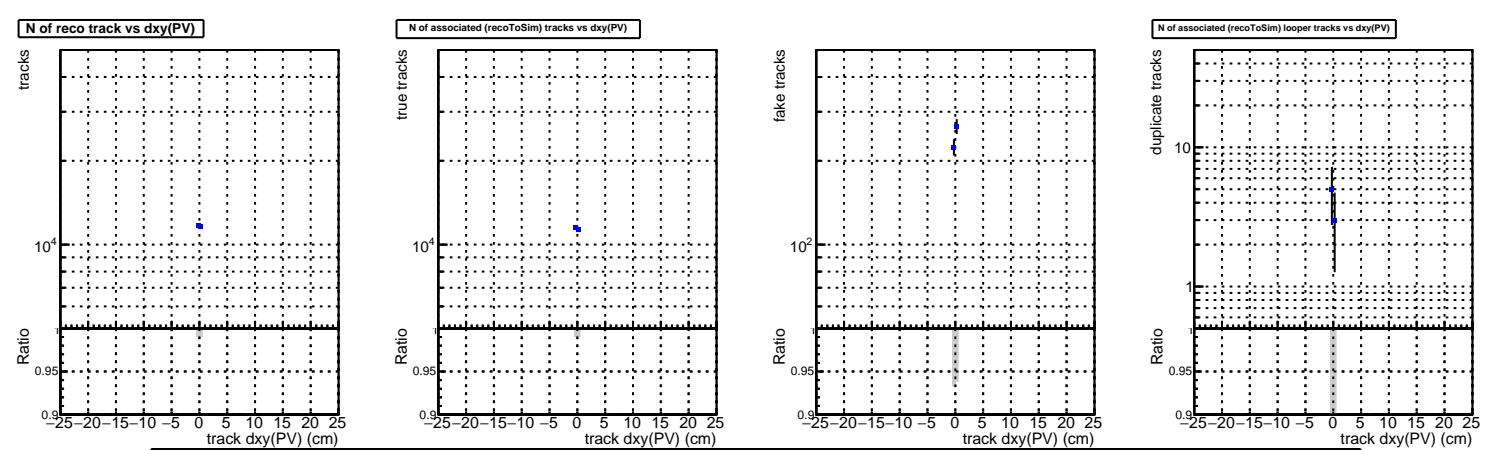 N of reco track vs dxy(PV)
tracks
10^4
Ratio
1
0.95
0.9
−25 −20 −15 −10 −5 0 5 10 15 20 25
track dxy(PV) (cm)
N of associated (recoToSim) tracks vs dxy(PV)
true tracks
10^4
Ratio
1
0.95
0.9
−25 −20 −15 −10 −5 0 5 10 15 20 25
track dxy(PV) (cm)
fake tracks
10^2
Ratio
1
0.95
0.9
−25 −20 −15 −10 −5 0 5 10 15 20 25
track dxy(PV) (cm)
N of associated (recoToSim) looper tracks vs dxy(PV)
duplicate tracks
10
1
Ratio
1
0.95
0.9
−25 −20 −15 −10 −5 0 5 10 15 20 25
track dxy(PV) (cm)